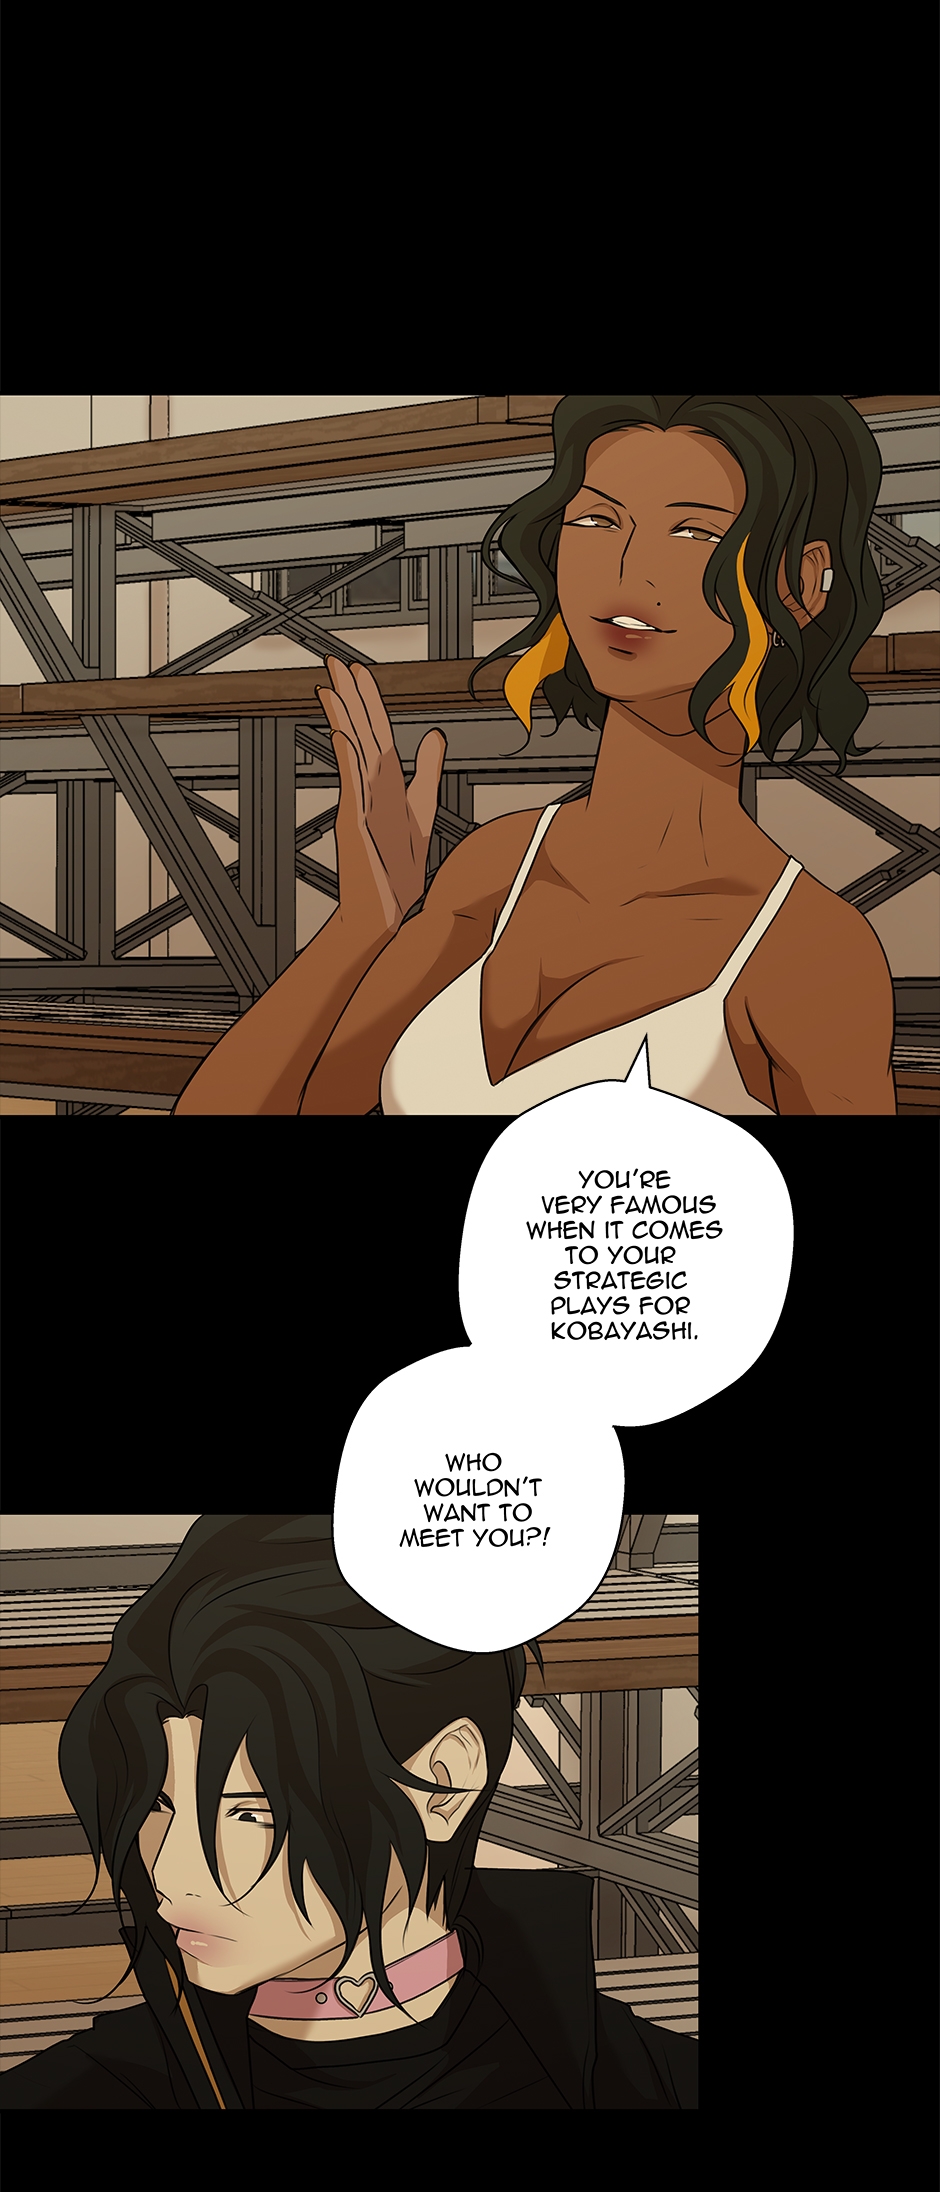 YOU'RE
VERY FAMOUS
WHEN IT COMES
TO YOUR
STRATEGIC
PLAYS FOR
KOBAYASHI.
WHO
WOULDN'T
WANT TO
MEET YOU?!